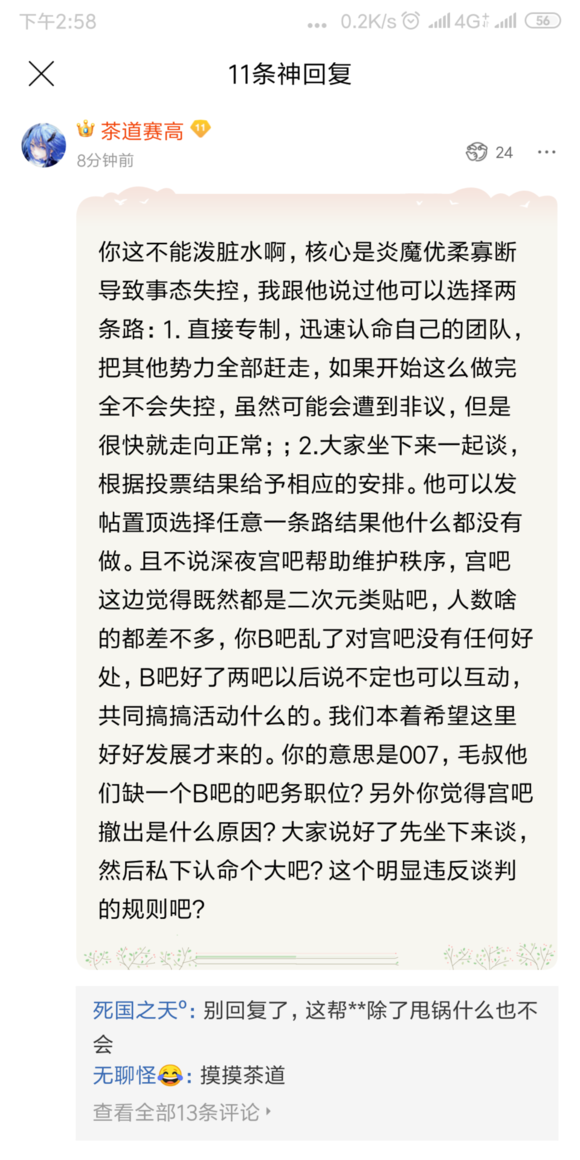 下午2:58
... 0.2K/s 4G 56
11条神回复
茶道赛高 11
8分钟前
24
你这不能泼脏水啊，核心是炎魔优柔寡断
导致事态失控，我跟他说过他可以选择两
条路：1. 直接专制，迅速认命自己的团队，
把其他势力全部赶走，如果开始这么做完
全不会失控，虽然可能会遭到非议，但是
很快就走向正常；；2.大家坐下来一起谈，
根据投票结果给予相应的安排。他可以发
帖置顶选择任意一条路结果他什么都没有
做。且不说深夜宫吧帮助维护秩序，宫吧
这边觉得既然都是二次元类贴吧，人数啥
的都差不多，你B吧乱了对宫吧没有任何好
处，B吧好了两吧以后说不定也可以互动，
共同搞搞活动什么的。我们本着希望这里
好好发展才来的。你的意思是007，毛叔他
们缺一个B吧的吧务职位？另外你觉得宫吧
撤出是什么原因？大家说好了先坐下来谈，
然后私下认命个大吧？这个明显违反谈判
的规则吧？
死国之天º：别回复了，这帮**除了甩锅什么也不
会
无聊怪😂：摸摸茶道
查看全部13条评论